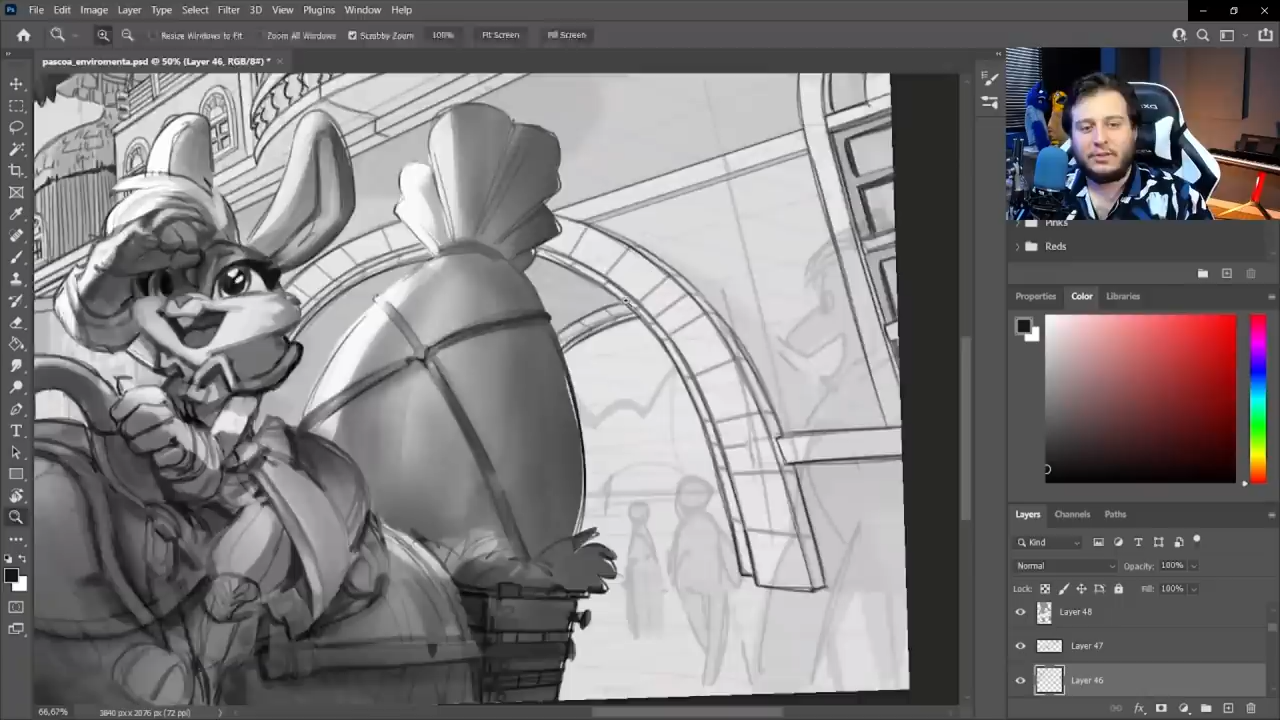 File Edit Image Layer Type Select Filter 3D View Plugins Window Help
Resize Windows to Fit Zoom All Windows Scrubby Zoom 100% Fit Screen Fill Screen
pascoa_enviromenta.psd @ 50% (Layer 46, RGB/8#) *
Pinks
Reds
Properties Color Libraries
Layers Channels Paths
Kind
Normal Opacity: 100%
Lock: Fill: 100%
Layer 48
Layer 47
Layer 46
66,67% 3840 px x 2076 px (72 ppi)